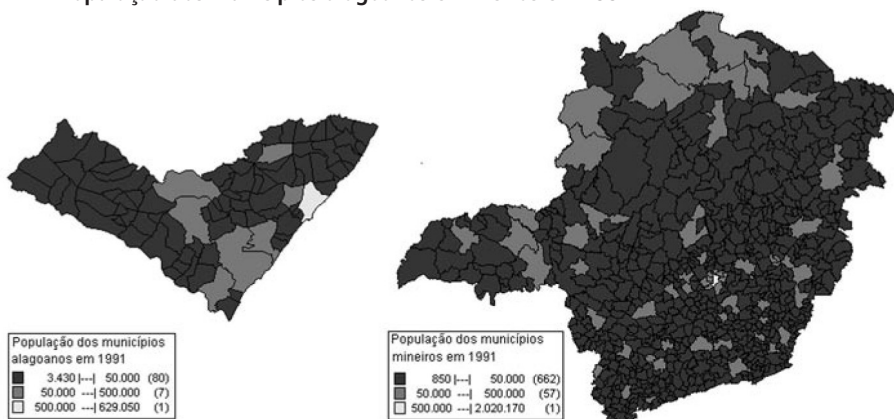 População dos municípios
alagoanos em 1991
3.430 |---| 50.000 (80)
50.000 ---| 500.000 (7)
500.000 ---| 629.050 (1)
População dos municípios
mineiros em 1991
850 |---| 50.000 (662)
50.000 ---| 500.000 (57)
500.000 ---| 2.020.170 (1)